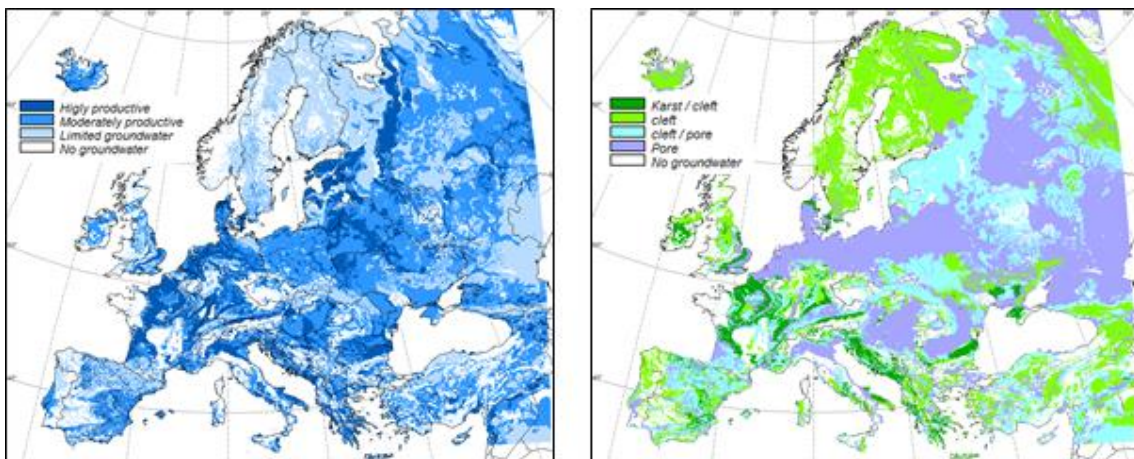 Higly productive
Moderately productive
Limited groundwater
No groundwater
Karst / cleft
cleft
cleft / pore
Pore
No groundwater